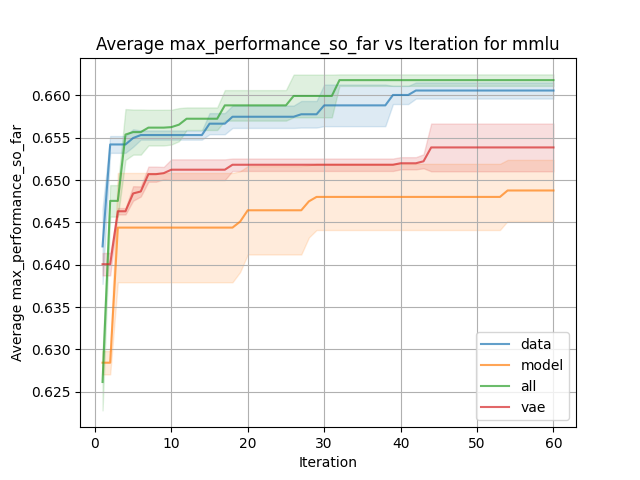 Average max_performance_so_far vs Iteration for mmlu
Average max_performance_so_far
0.660
0.655
0.650
0.645
0.640
0.635
0.630
0.625
0
10
20
30
40
50
60
Iteration
data
model
all
vae